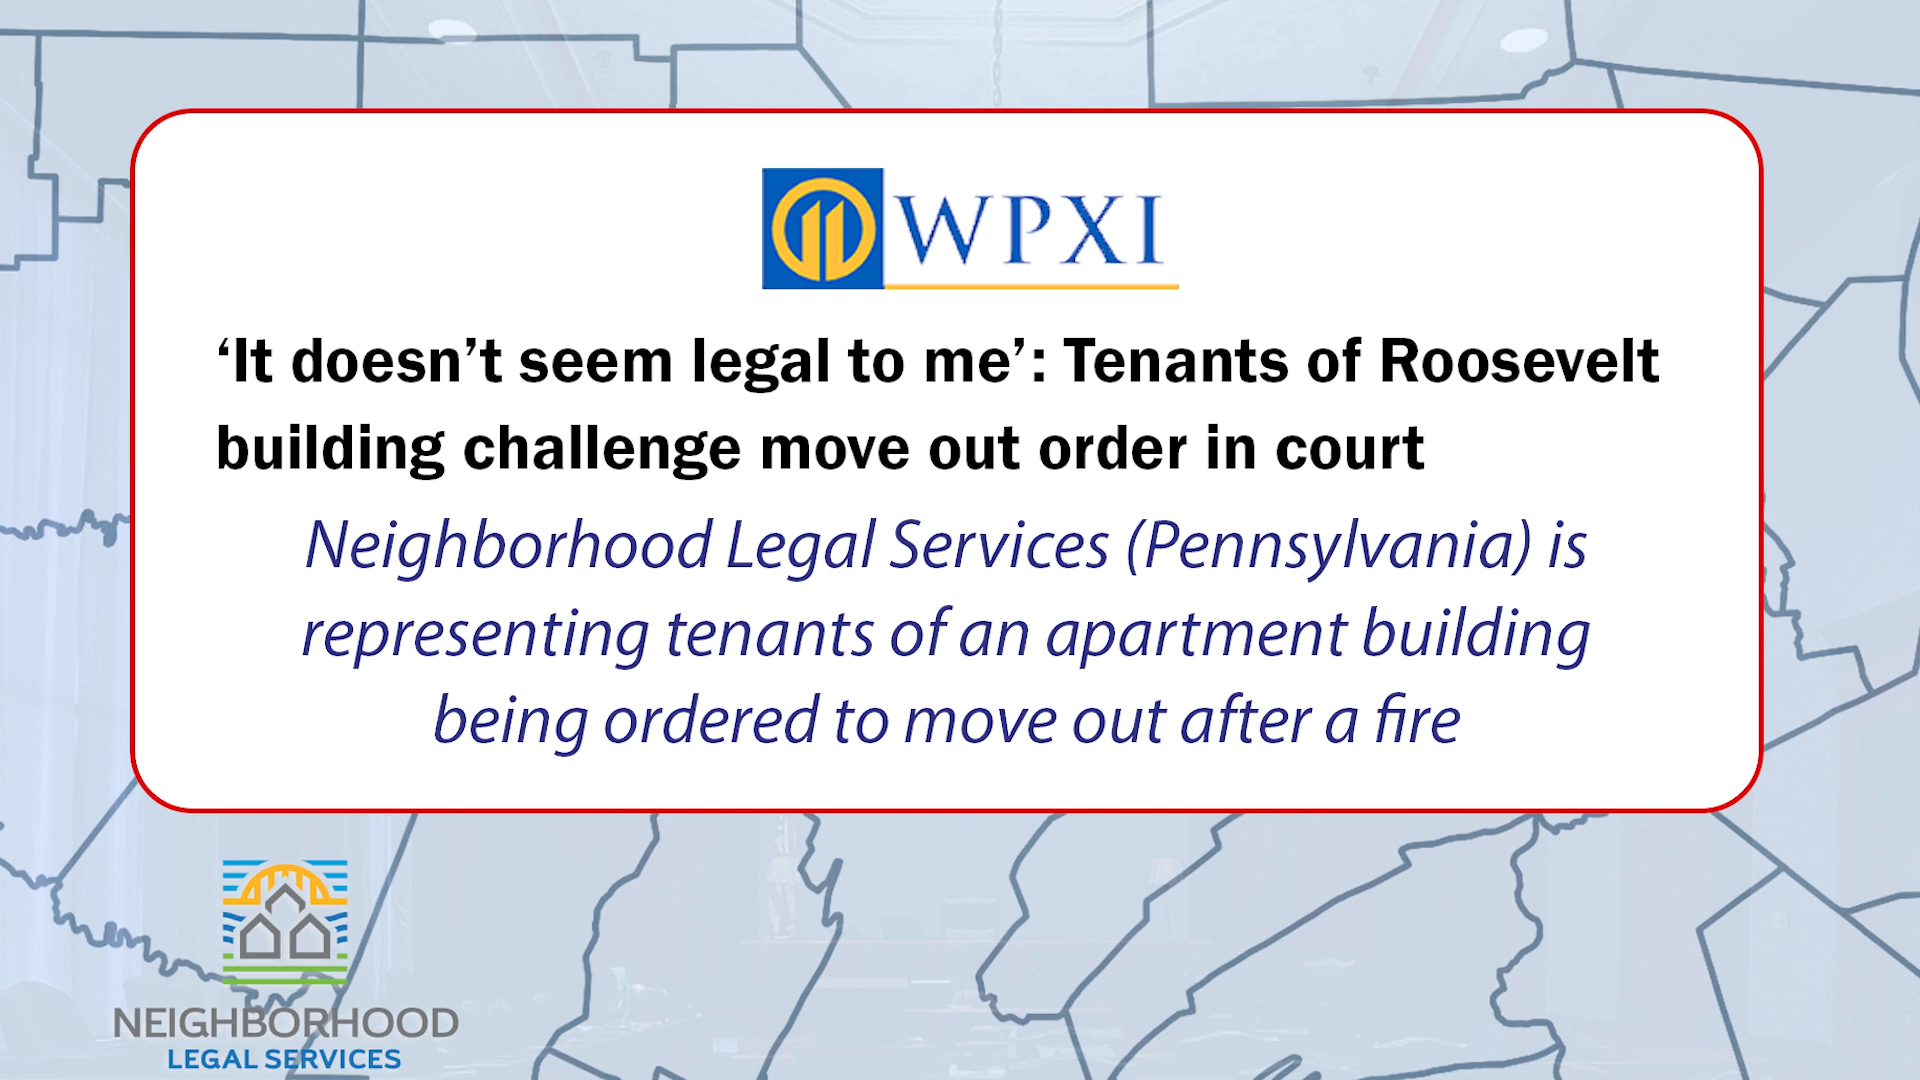 WPXI
‘It doesn’t seem legal to me’: Tenants of Roosevelt
building challenge move out order in court
Neighborhood Legal Services (Pennsylvania) is
representing tenants of an apartment building
being ordered to move out after a fire
NEIGHBORHOOD
LEGAL SERVICES